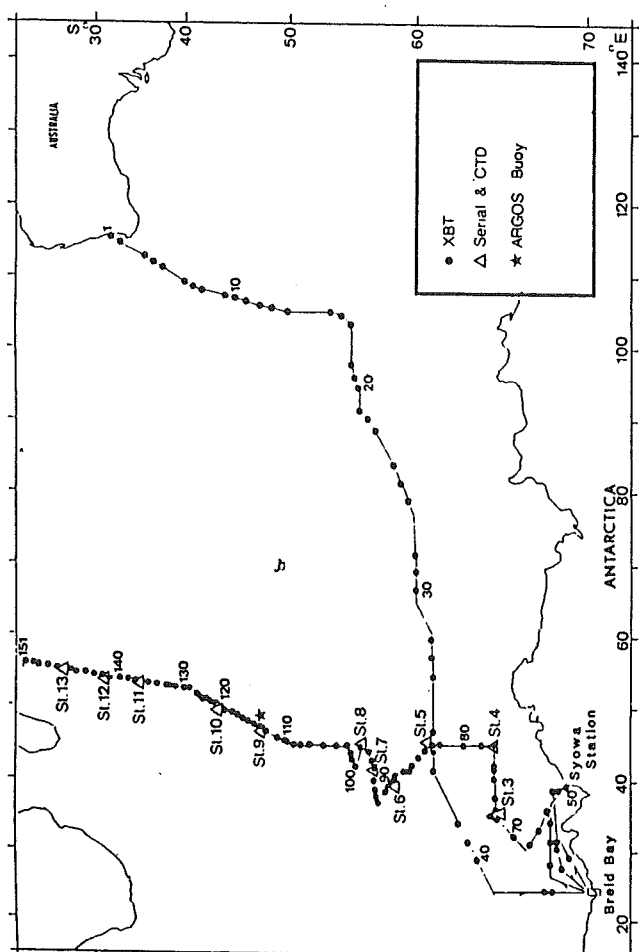 S
30
40
50
60
70
140
°E
120
100
80
60
40
20
AUSTRALIA
ANTARCTICA
● XBT
△ Serial & CTD
★ ARGOS Buoy
1
10
20
30
40
50
70
80
90
100
110
120
130
140
151
St.13
St.12
St.11
St.10
St.9
St.8
St.7
St.6
St.5
St.4
St.3
Syowa
Station
Breid Bay